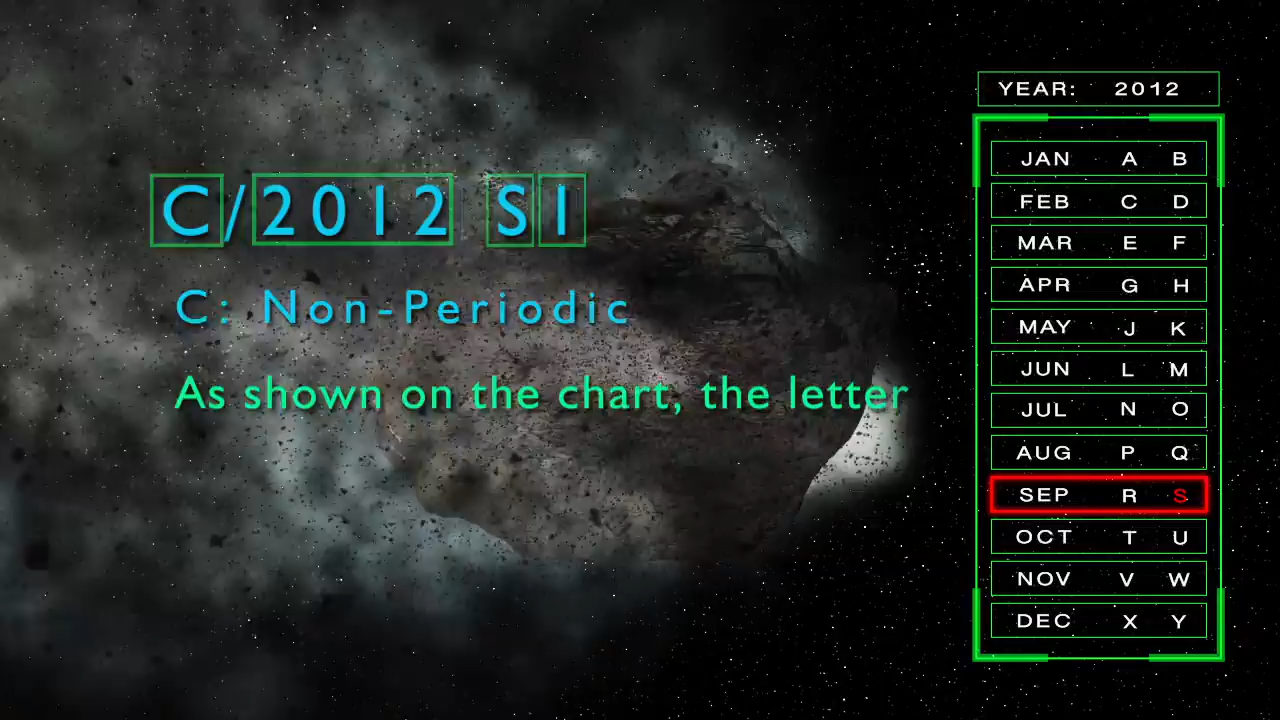 C/2012 S1
C: Non-Periodic
As shown on the chart, the letter
YEAR: 2012
JAN A B
FEB C D
MAR E F
APR G H
MAY J K
JUN L M
JUL N O
AUG P Q
SEP R S
OCT T U
NOV V W
DEC X Y